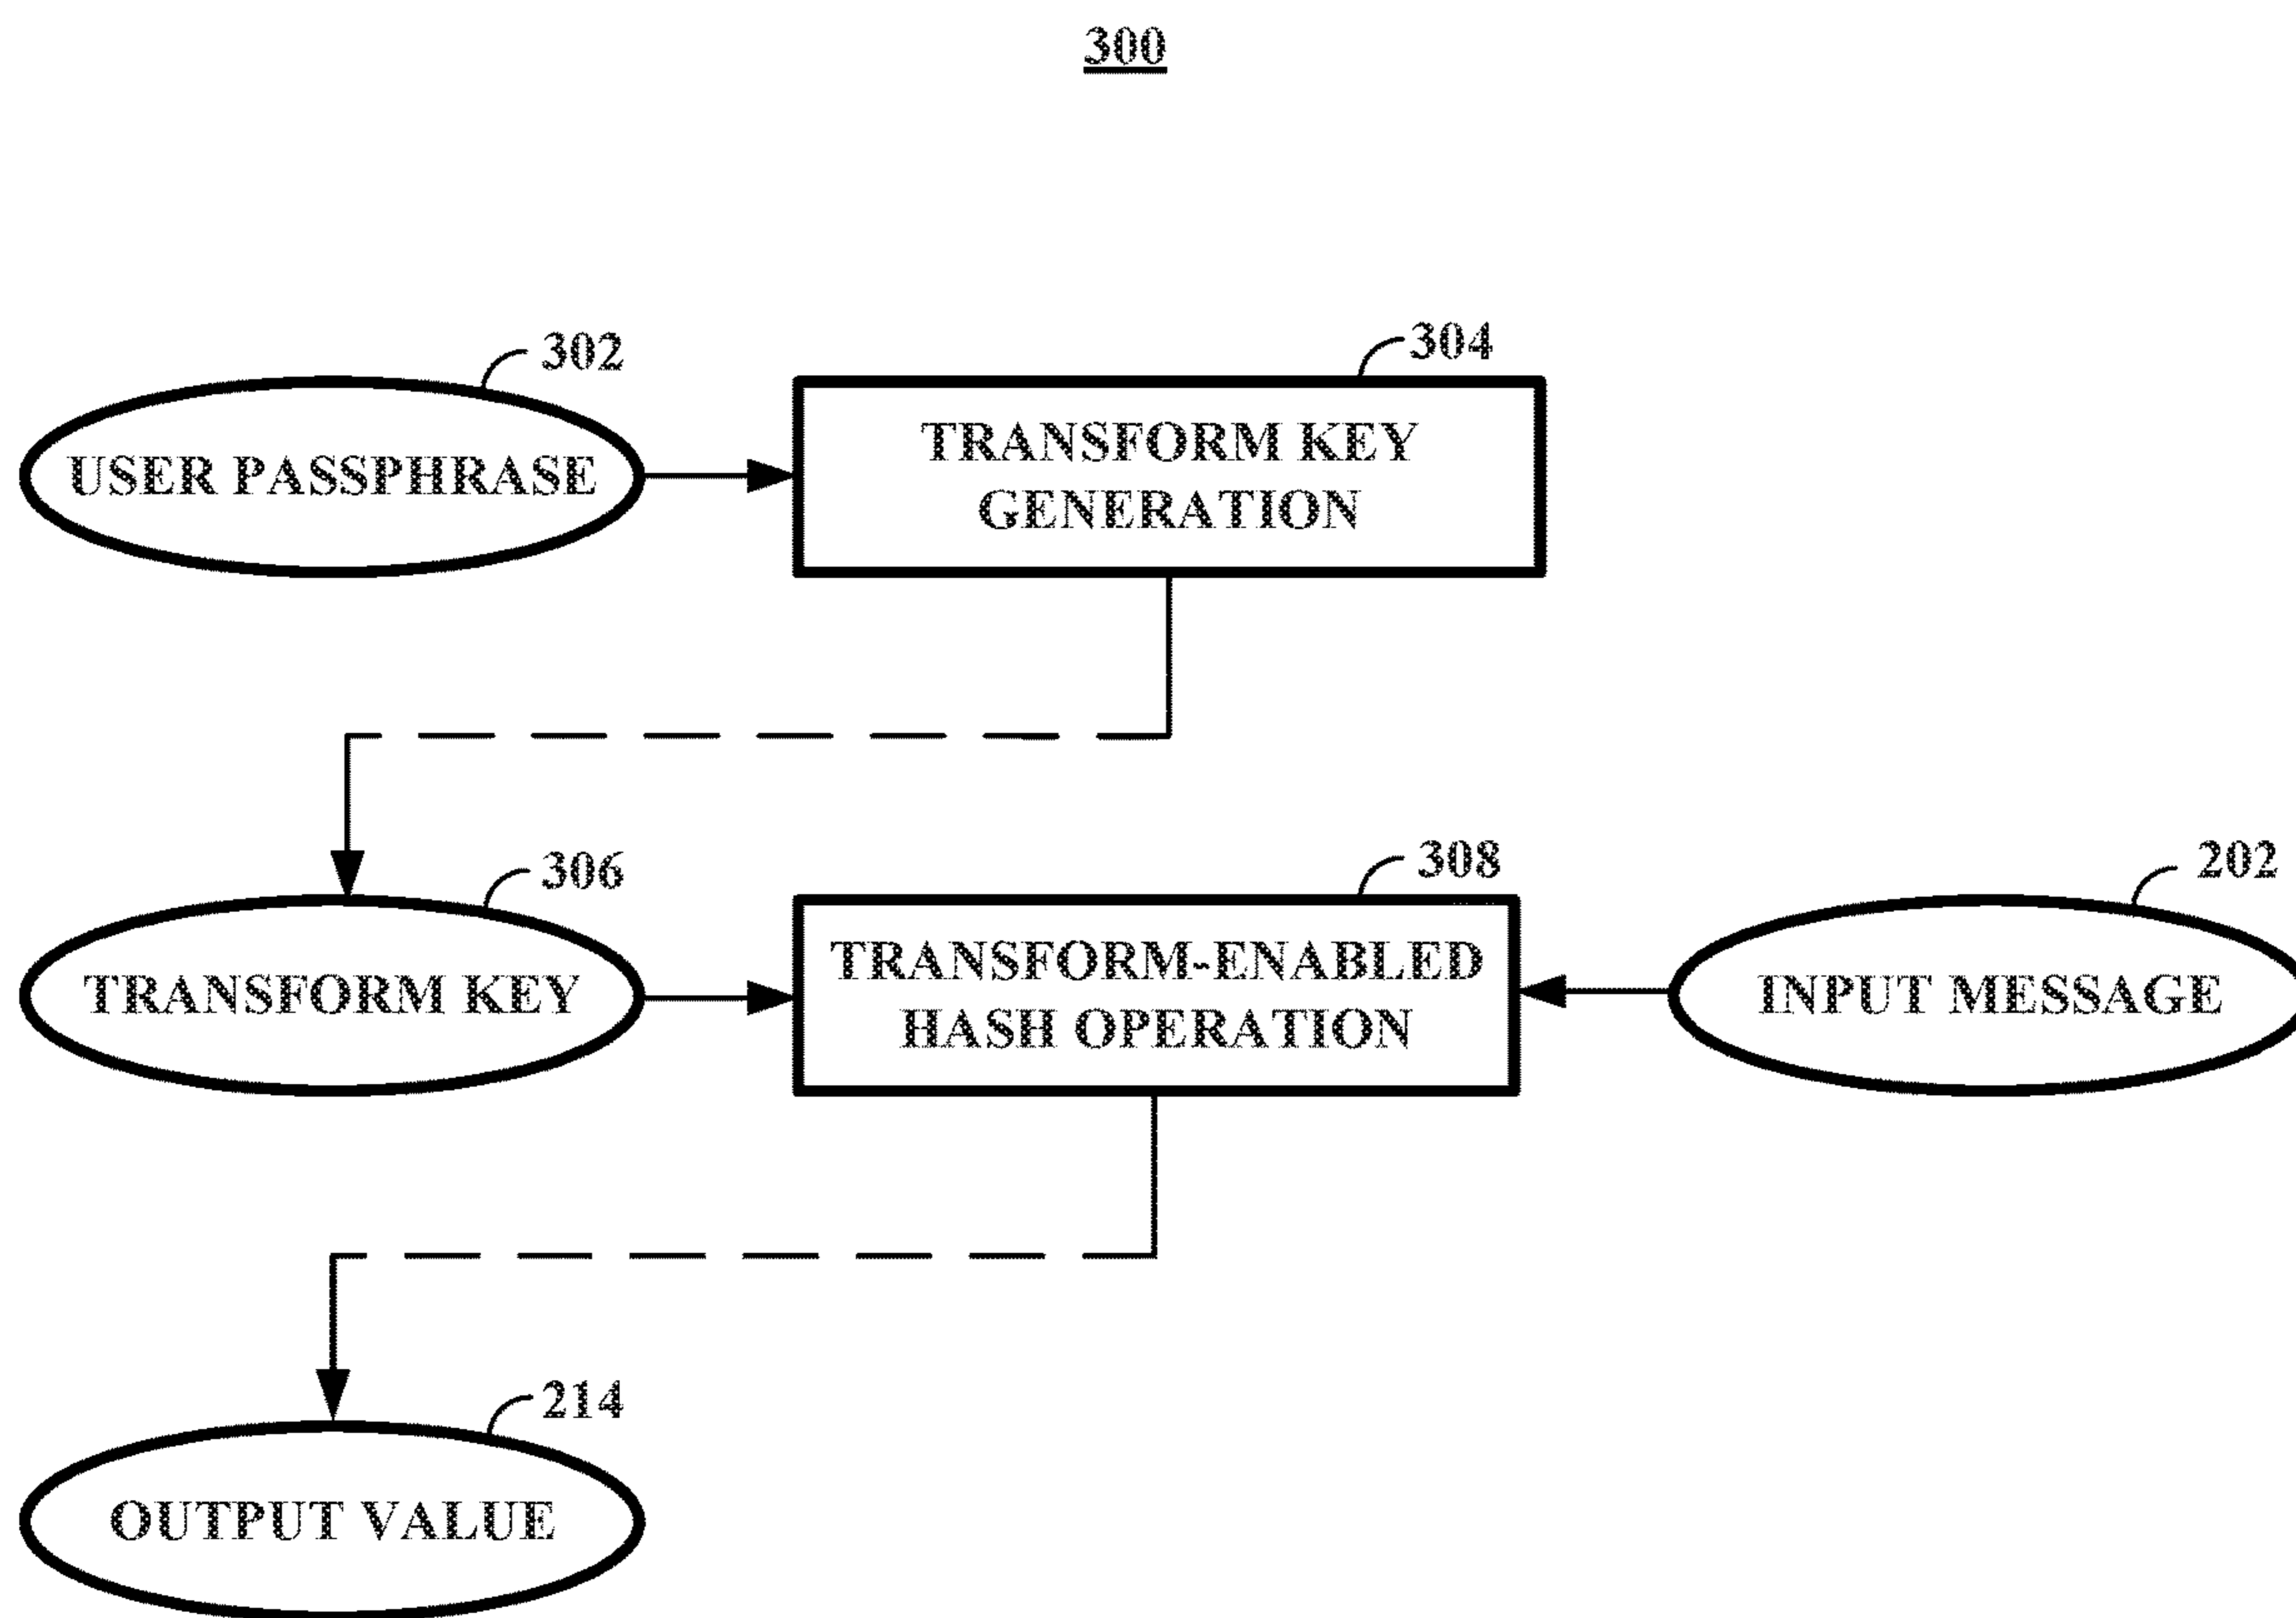 300
302
304
USER PASSPHRASE
TRANSFORM KEY
GENERATION
306
308
202
TRANSFORM KEY
TRANSFORM-ENABLED
HASH OPERATION
INPUT MESSAGE
214
OUTPUT VALUE